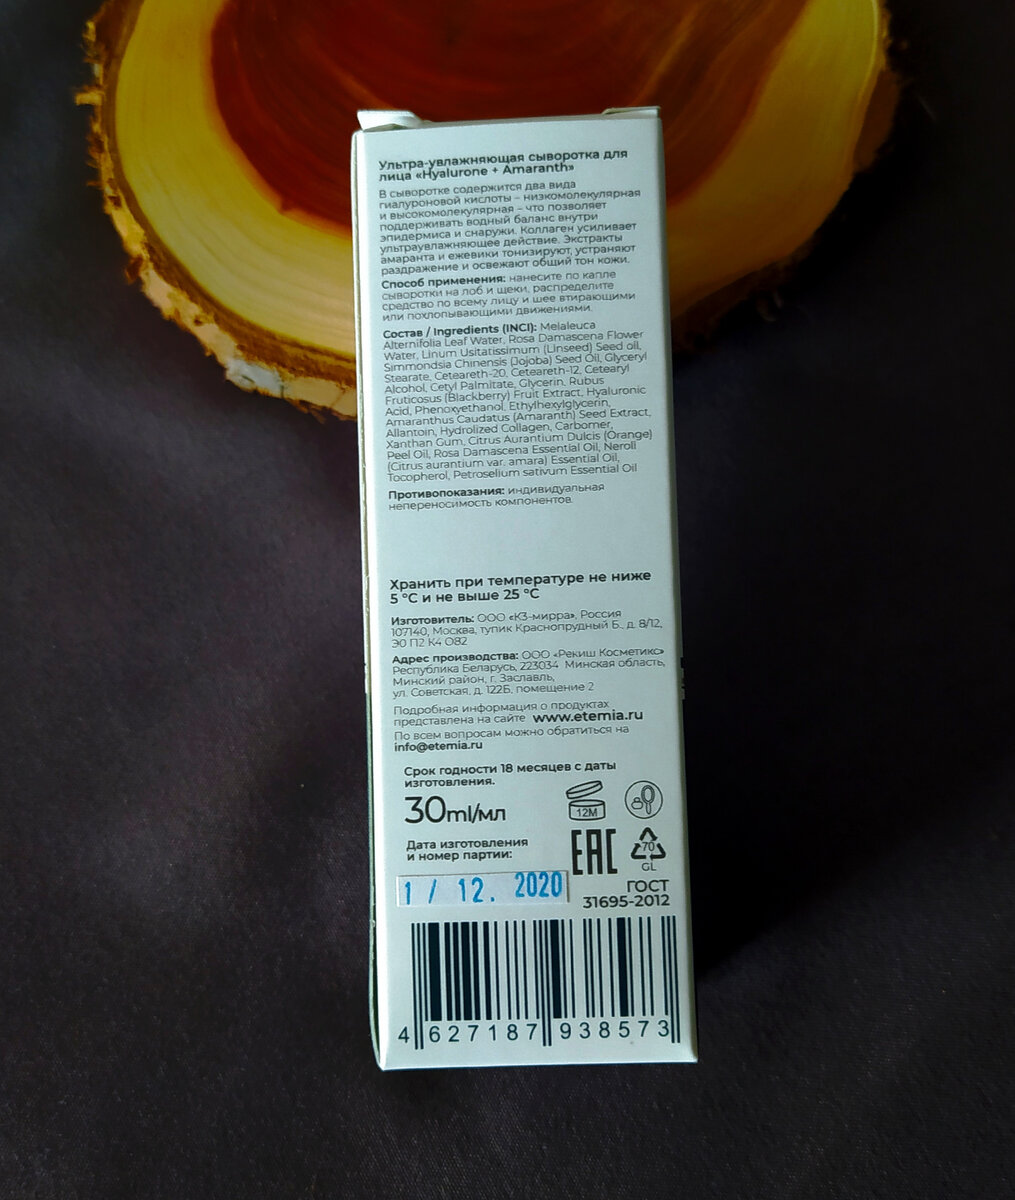 Ультра-увлажняющая сыворотка для
лица «Hyalurone + Amaranth»
В сыворотке содержится два вида
гиалуроновой кислоты – низкомолекулярная
и высокомолекулярная – что позволяет
поддерживать водный баланс внутри
эпидермиса и снаружи. Коллаген усиливает
ультраувлажняющее действие. Экстракты
амаранта и ежевики тонизируют, устраняют
раздражение и освежают общий тон кожи.
Способ применения: нанесите по капле
сыворотки на лоб и щеки, распределите
средство по всему лицу и шее втирающими
или похлопывающими движениями.
Состав / Ingredients (INCI): Melaleuca
Alternifolia Leaf Water, Rosa Damascena Flower
Water, Linum Usitatissimum (Linseed) Seed oil,
Simmondsia Chinensis (Jojoba) Seed Oil, Glyceryl
Stearate, Ceteareth-20, Ceteareth-12, Cetearyl
Alcohol, Cetyl Palmitate, Glycerin, Rubus
Fruticosus (Blackberry) Fruit Extract, Hyaluronic
Acid, Phenoxyethanol, Ethylhexylglycerin,
Amaranthus Caudatus (Amaranth) Seed Extract,
Allantoin, Hydrolized Collagen, Carbomer,
Xanthan Gum, Citrus Aurantium Dulcis (Orange)
Peel Oil, Rosa Damascena Essential Oil, Neroli
(Citrus aurantium var. amara) Essential Oil,
Tocopherol, Petroselium sativum Essential Oil
Противопоказания: индивидуальная
непереносимость компонентов.
Хранить при температуре не ниже
5 °С и не выше 25 °С
Изготовитель: ООО «К3-мирра», Россия
107140, Москва, тупик Краснопрудный Б., д. 8/12,
Э0 П2 К4 О82
Адрес производства: ООО «Рекиш Косметикс»
Республика Беларусь, 223034 Минская область,
Минский район, г. Заславль,
ул. Советская, д. 122Б, помещение 2
Подробная информация о продуктах
представлена на сайте www.etemia.ru
По всем вопросам можно обратиться на
info@etemia.ru
Срок годности 18 месяцев с даты
изготовления.
30ml/мл
12M
Дата изготовления
и номер партии:
EAC
70
GL
1 / 12. 2020
ГОСТ
31695-2012
4 627187 938573